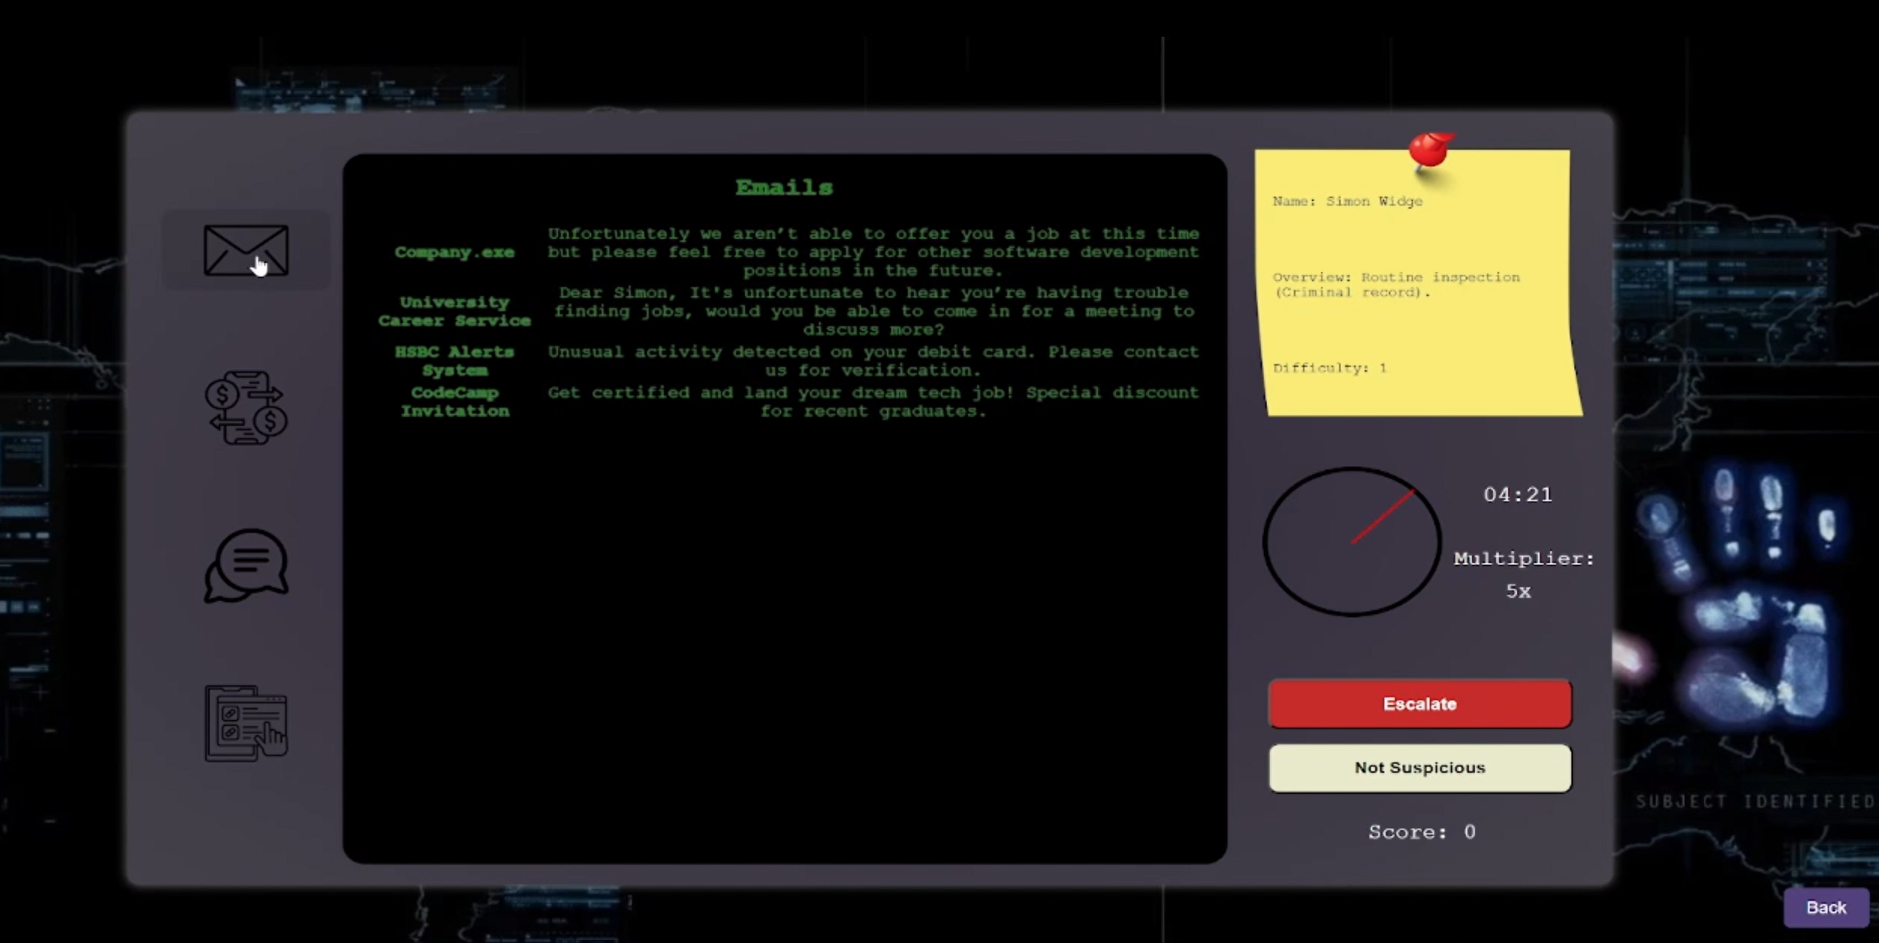 Emails
Company.exe
Unfortunately we aren't able to offer you a job at this time
but please feel free to apply for other software development
positions in the future.
University
Career Service
Dear Simon, It's unfortunate to hear you're having trouble
finding jobs, would you be able to come in for a meeting to
discuss more?
HSBC Alerts
System
Unusual activity detected on your debit card. Please contact
us for verification.
CodeCamp
Invitation
Get certified and land your dream tech job! Special discount
for recent graduates.
Name: Simon Widge
Overview: Routine inspection
(Criminal record).
Difficulty: 1
04:21
Multiplier:
5x
Escalate
Not Suspicious
Score: 0
SUBJECT IDENTIFIED
Back